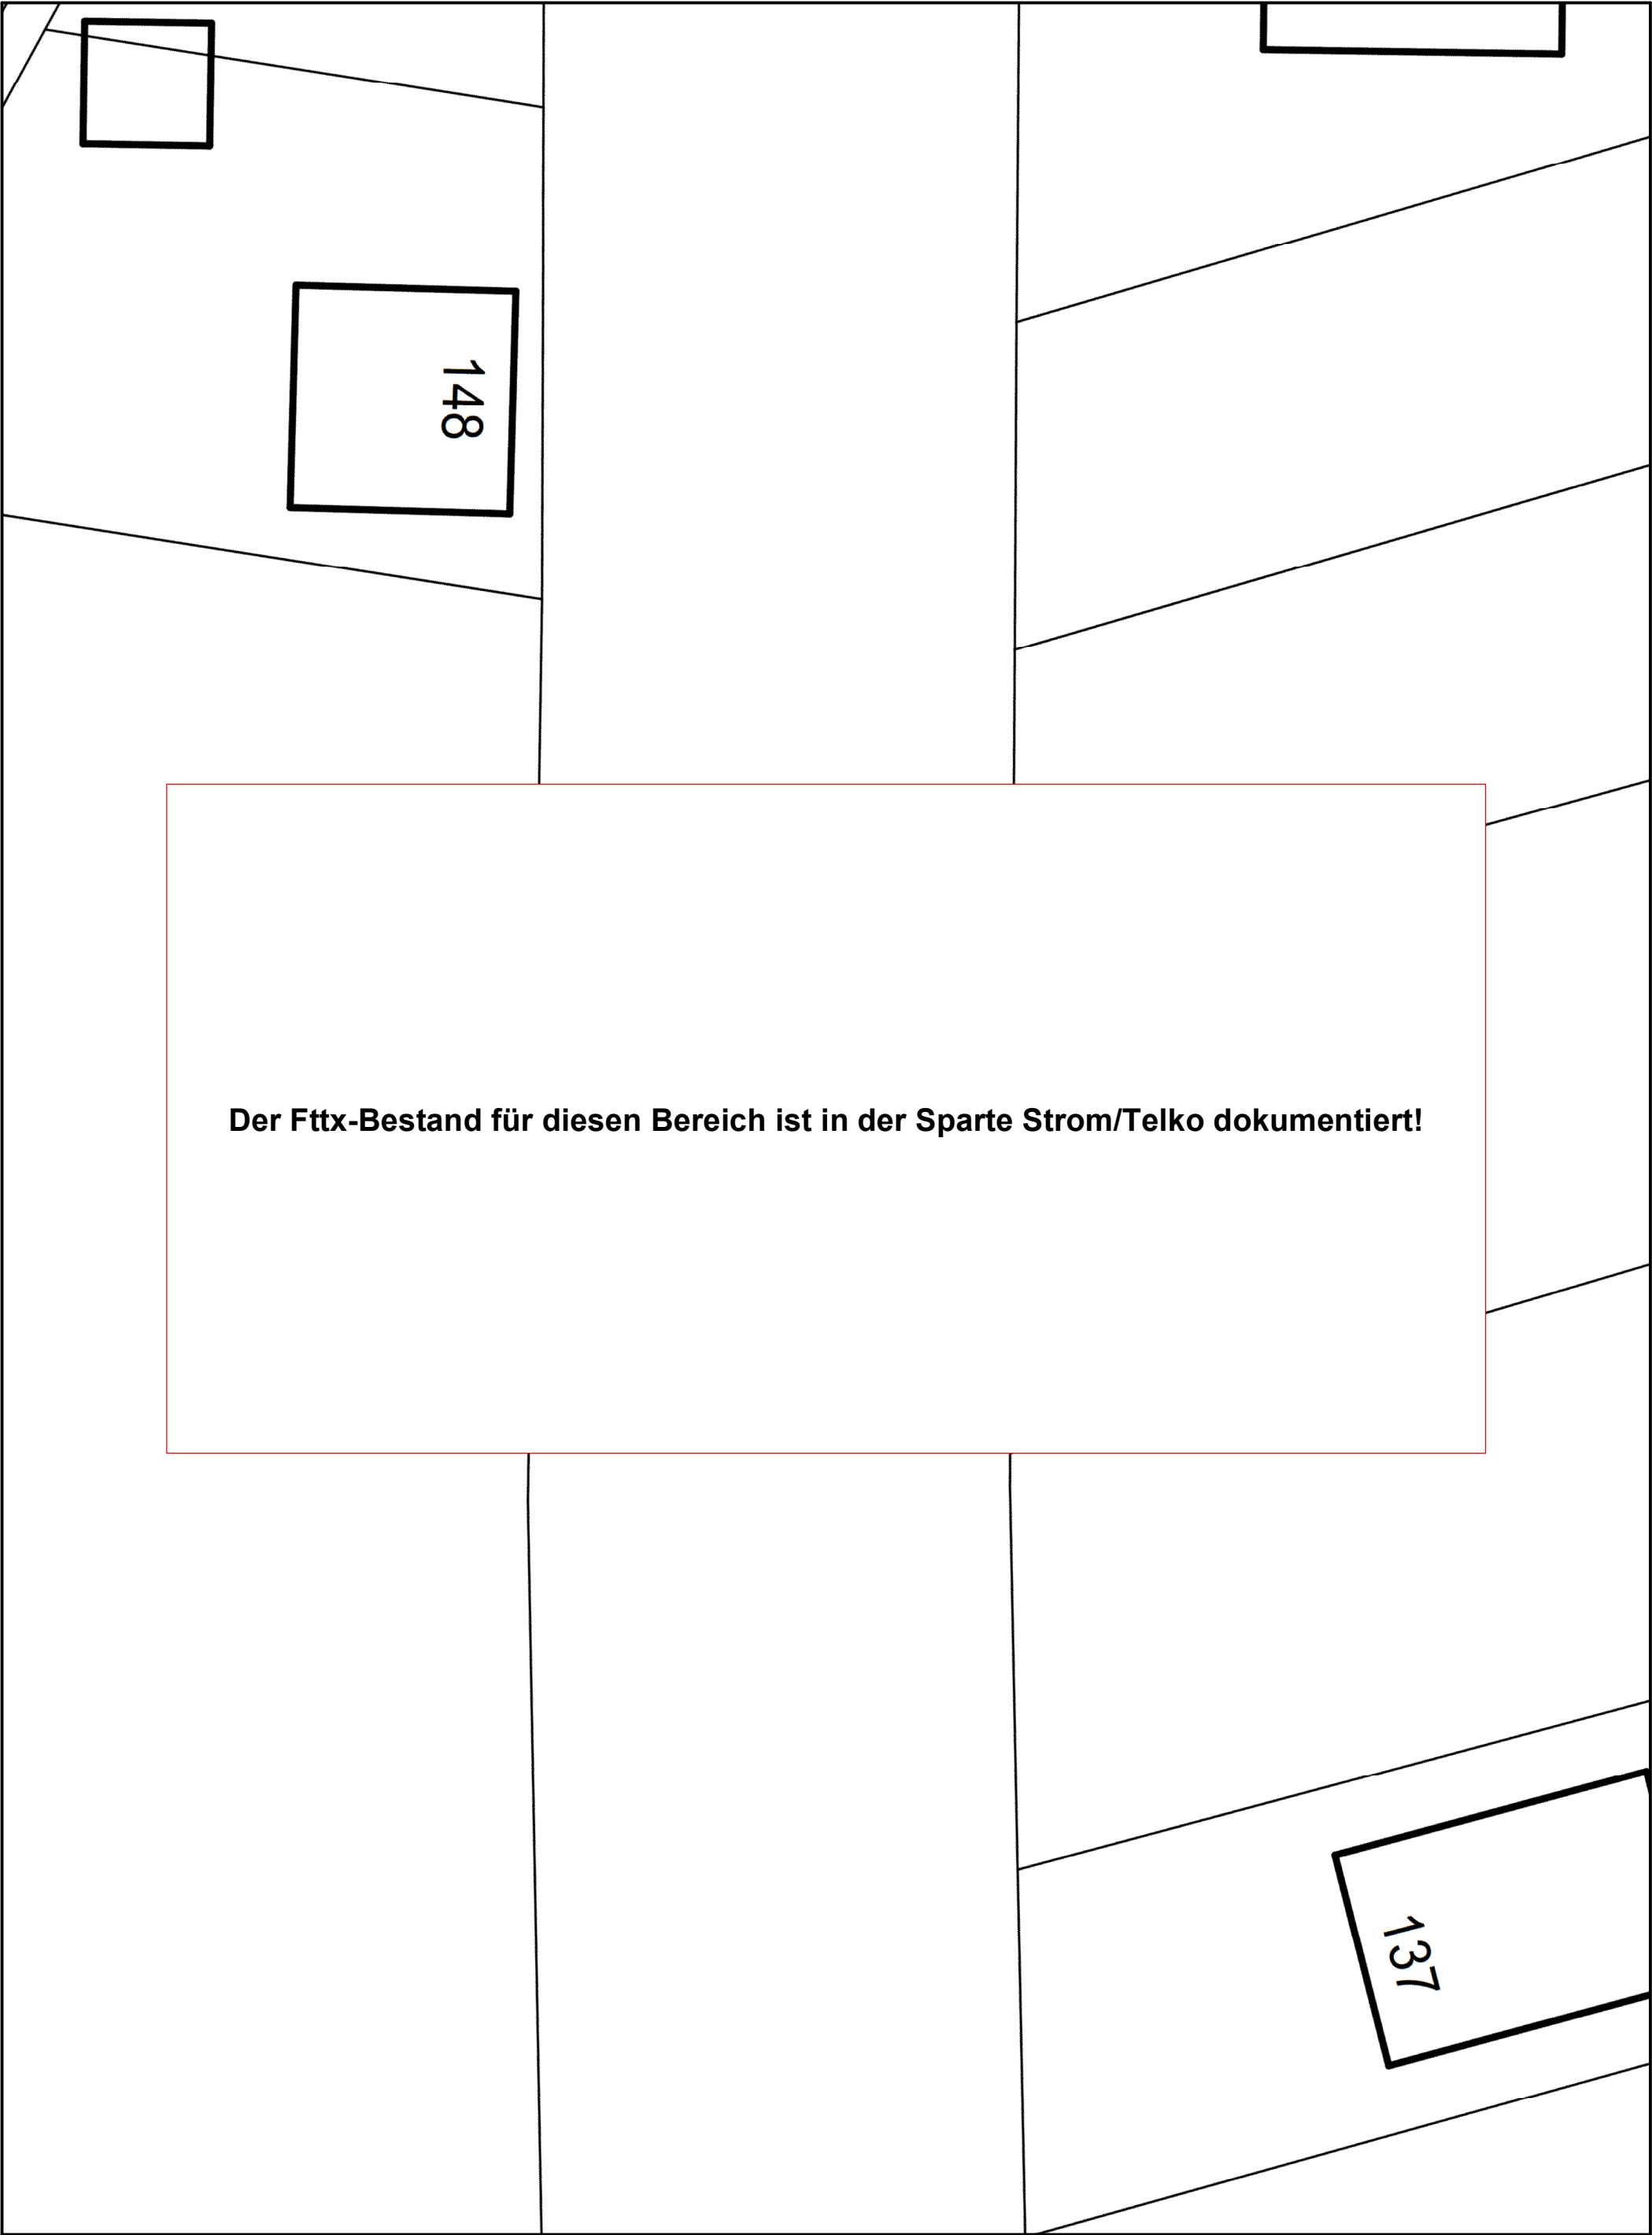 148
Der Fttx-Bestand für diesen Bereich ist in der Sparte Strom/Telko dokumentiert!
137